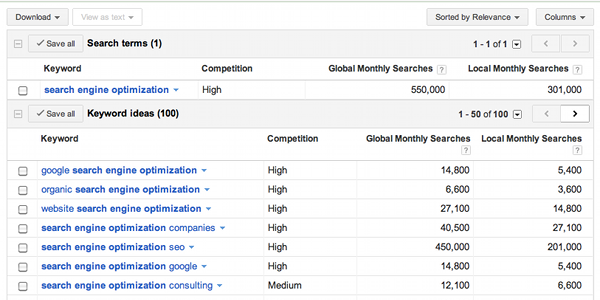 Download View as text Sorted by Relevance Columns
Save all Search terms (1) 1 - 1 of 1
Keyword Competition Global Monthly Searches ? Local Monthly Searches ?
search engine optimization High 550,000 301,000
Save all Keyword ideas (100) 1 - 50 of 100
Keyword Competition Global Monthly Searches ? Local Monthly Searches ?
google search engine optimization High 14,800 5,400
organic search engine optimization High 6,600 3,600
website search engine optimization High 27,100 14,800
search engine optimization companies High 40,500 27,100
search engine optimization seo High 450,000 201,000
search engine optimization google High 14,800 5,400
search engine optimization consulting Medium 12,100 6,600